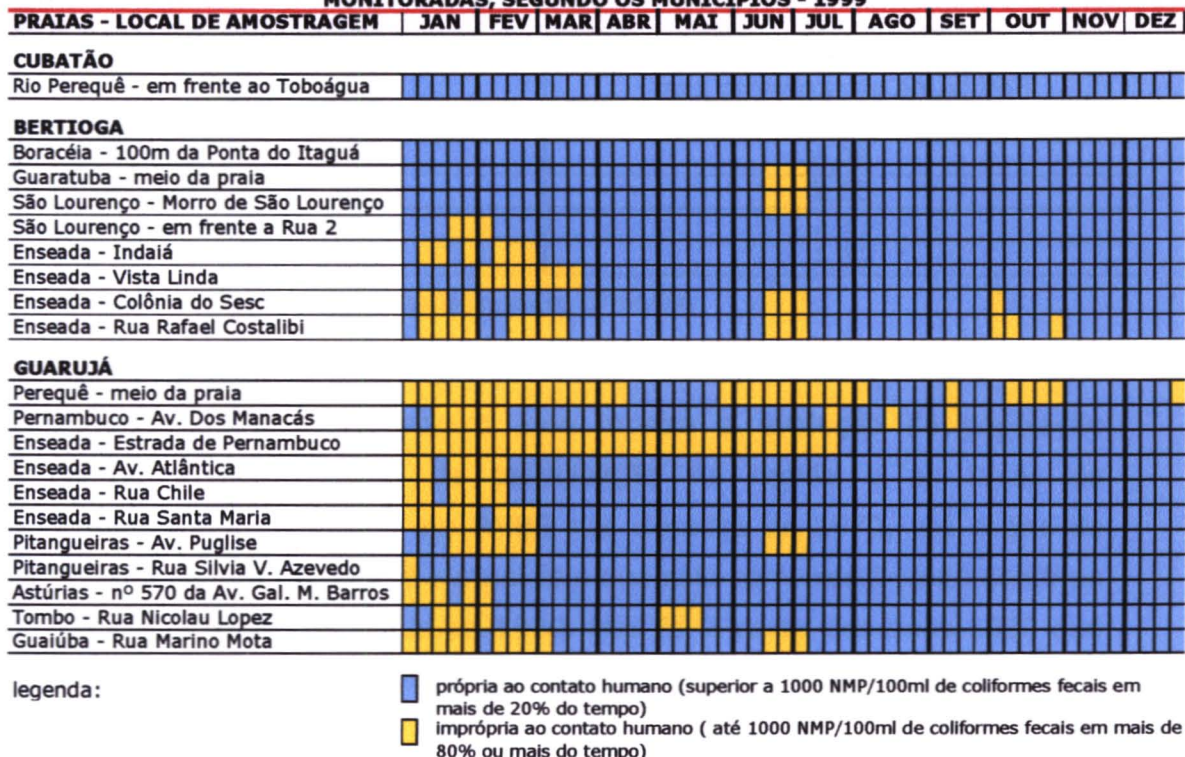 MONITORADAS, SEGUNDO OS MUNICÍPIOS - 1999
PRAIAS - LOCAL DE AMOSTRAGEM JAN FEV MAR ABR MAI JUN JUL AGO SET OUT NOV DEZ
CUBATÃO
Rio Perequê - em frente ao Toboágua
BERTIOGA
Boracéia - 100m da Ponta do Itaguá
Guaratuba - meio da praia
São Lourenço - Morro de São Lourenço
São Lourenço - em frente a Rua 2
Enseada - Indaiá
Enseada - Vista Linda
Enseada - Colônia do Sesc
Enseada - Rua Rafael Costalibi
GUARUJÁ
Perequê - meio da praia
Pernambuco - Av. Dos Manacás
Enseada - Estrada de Pernambuco
Enseada - Av. Atlântica
Enseada - Rua Chile
Enseada - Rua Santa Maria
Pitangueiras - Av. Puglise
Pitangueiras - Rua Silvia V. Azevedo
Astúrias - nº 570 da Av. Gal. M. Barros
Tombo - Rua Nicolau Lopez
Guaiúba - Rua Marino Mota
legenda:
própria ao contato humano (superior a 1000 NMP/100ml de coliformes fecais em
mais de 20% do tempo)
imprópria ao contato humano ( até 1000 NMP/100ml de coliformes fecais em mais de
80% ou mais do tempo)